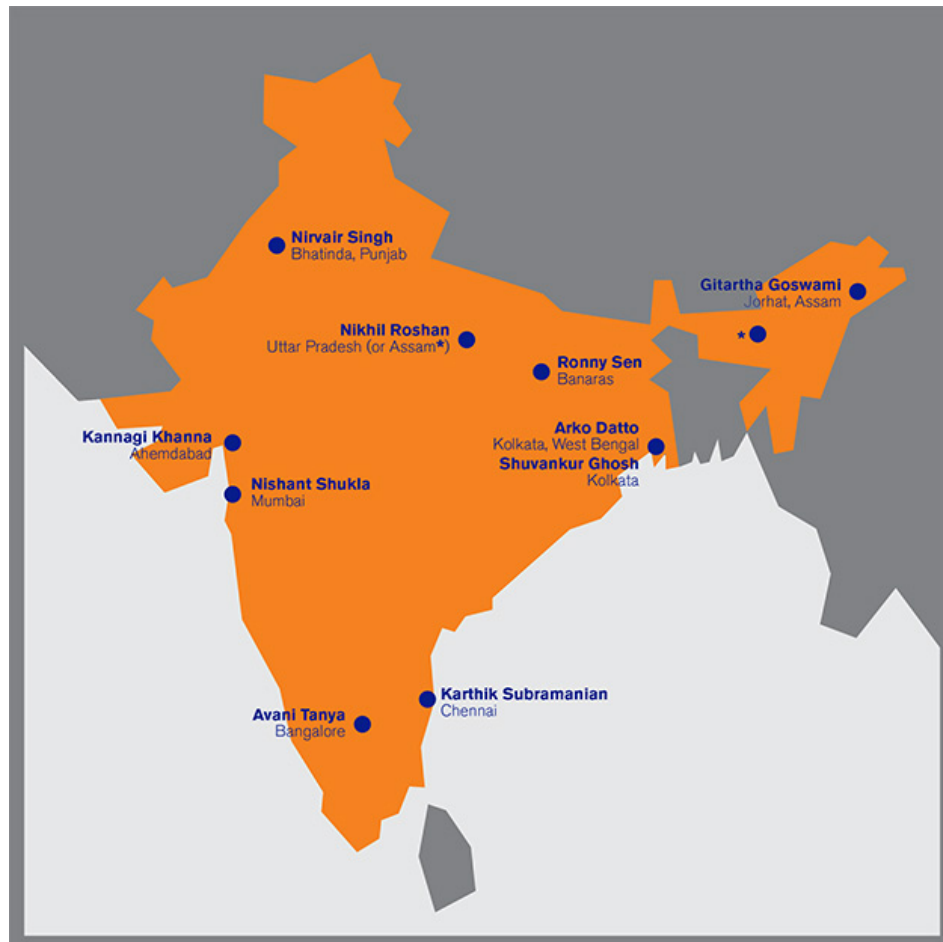 Nirvair Singh
Bhatinda, Punjab
Gitartha Goswami
Jorhat, Assam
Nikhil Roshan
Uttar Pradesh (or Assam*)
*
Ronny Sen
Banaras
Arko Datto
Kolkata, West Bengal
Shuvankur Ghosh
Kolkata
Kannagi Khanna
Ahemdabad
Nishant Shukla
Mumbai
Karthik Subramanian
Chennai
Avani Tanya
Bangalore